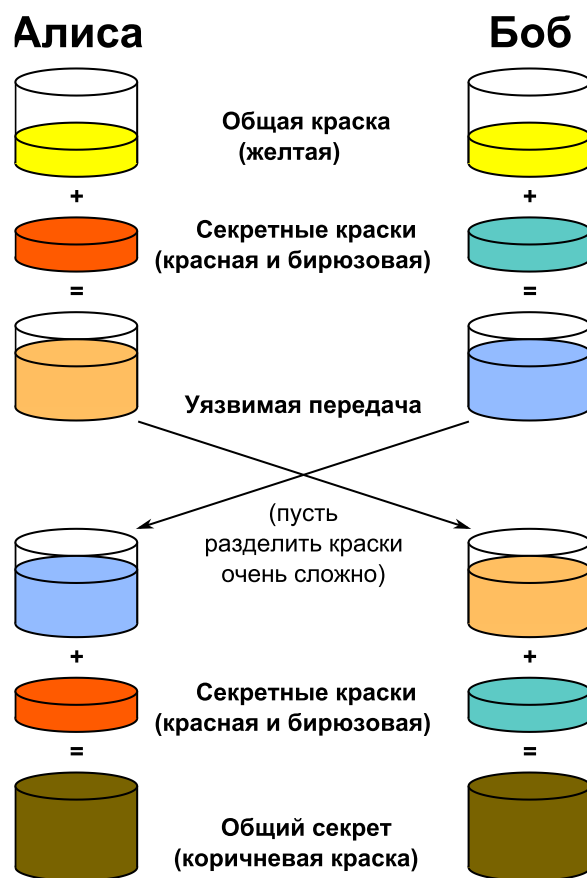 Алиса
Боб
Общая краска
(желтая)
+
+
Секретные краски
(красная и бирюзовая)
=
=
Уязвимая передача
(пусть
разделить краски
очень сложно)
+
+
Секретные краски
(красная и бирюзовая)
=
=
Общий секрет
(коричневая краска)